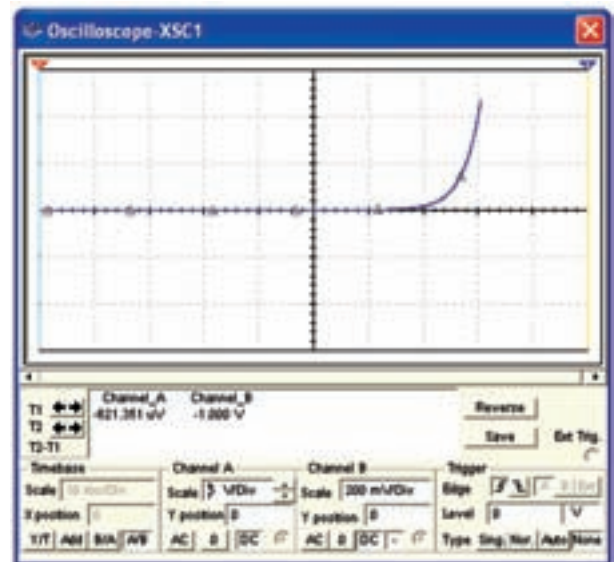 Oscilloscope-XSC1
Channel_A Channel_B
T1 -621.351 uV -1.000 V
T2
T2-T1
Reverse
Save
Ext Trig.
Timebase Channel A Channel B Trigger
Scale Scale V/Div Scale 200 mV/Div Edge
X position Y position 0 Y position 0 Level 0 V
Y/T Add B/A A/B AC 0 DC AC 0 DC - Type Sing. Nor. Auto None